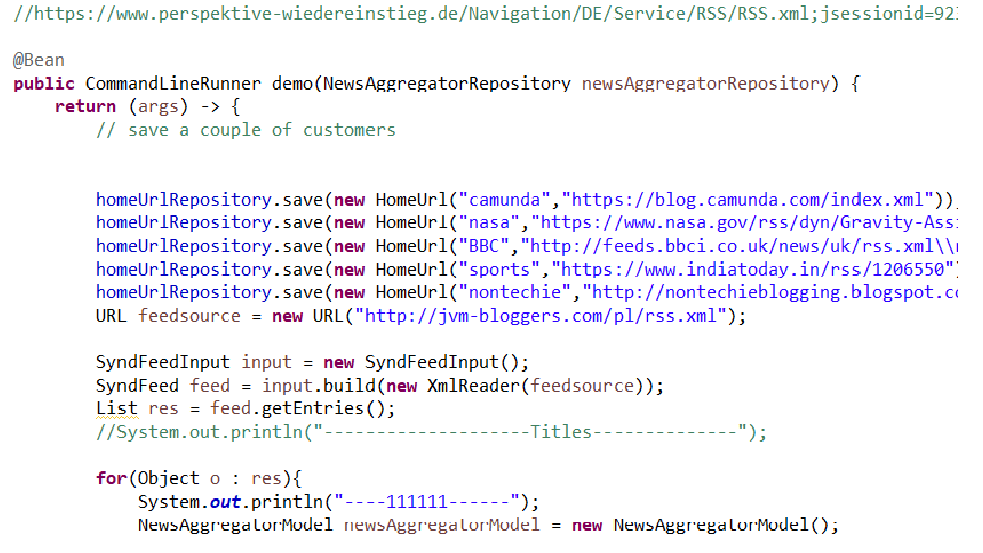 //https://www.perspektive-wiedereinstieg.de/Navigation/DE/Service/RSS/RSS.xml;jsessionid=92
@Bean
public CommandLineRunner demo(NewsAggregatorRepository newsAggregatorRepository) {
return (args) -> {
// save a couple of customers
homeUrlRepository.save(new HomeUrl("camunda","https://blog.camunda.com/index.xml"))
homeUrlRepository.save(new HomeUrl("nasa","https://www.nasa.gov/rss/dyn/Gravity-Ass
homeUrlRepository.save(new HomeUrl("BBC","http://feeds.bbci.co.uk/news/uk/rss.xml\\
homeUrlRepository.save(new HomeUrl("sports","https://www.indiatoday.in/rss/1206550"
homeUrlRepository.save(new HomeUrl("nontechie","http://nontechieblogging.blogspot.c
URL feedsource = new URL("http://jvm-bloggers.com/pl/rss.xml");
SyndFeedInput input = new SyndFeedInput();
SyndFeed feed = input.build(new XmlReader(feedsource));
List res = feed.getEntries();
//System.out.println("--------------------Titles--------------");
for(Object o : res){
System.out.println("----111111------");
NewsAggregatorModel newsAggregatorModel = new NewsAggregatorModel();